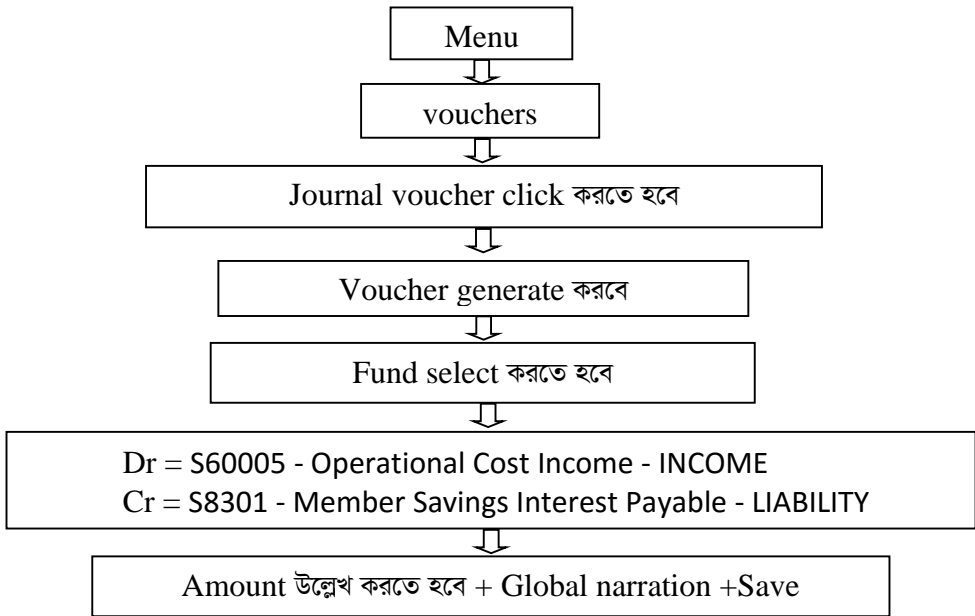 Menu
vouchers
Journal voucher click করতে হবে
Voucher generate করবে
Fund select করতে হবে
Dr = S60005 - Operational Cost Income - INCOME
Cr = S8301 - Member Savings Interest Payable - LIABILITY
Amount উল্লেখ করতে হবে + Global narration +Save